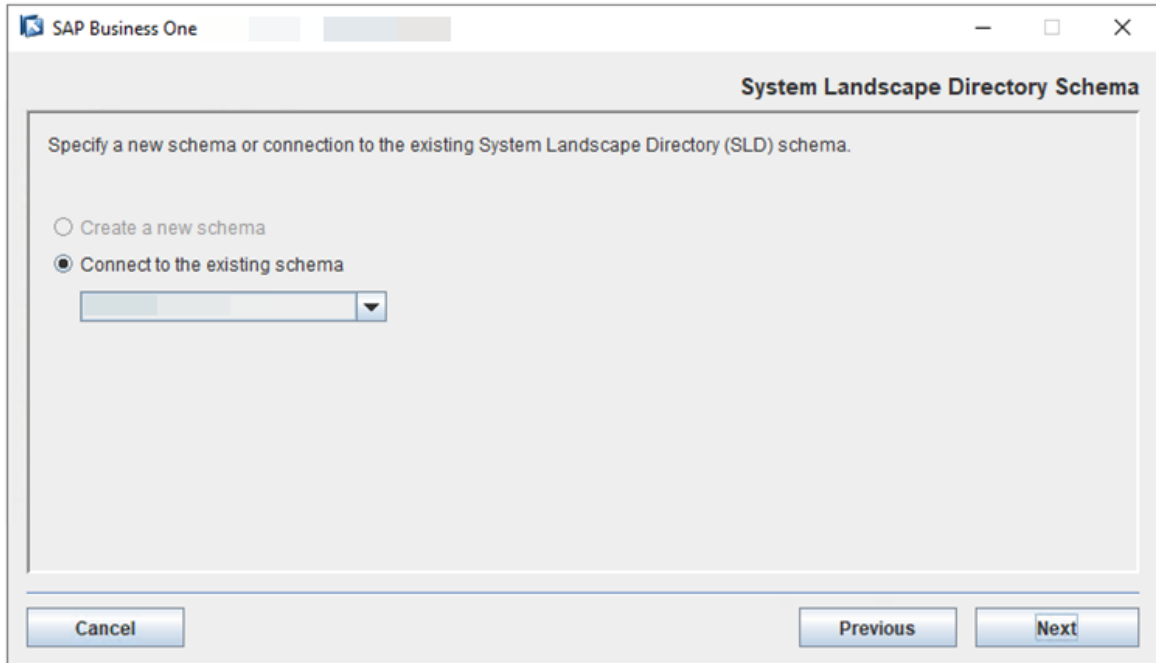 SAP Business One
System Landscape Directory Schema
Specify a new schema or connection to the existing System Landscape Directory (SLD) schema.
Create a new schema
Connect to the existing schema
Cancel
Previous
Next